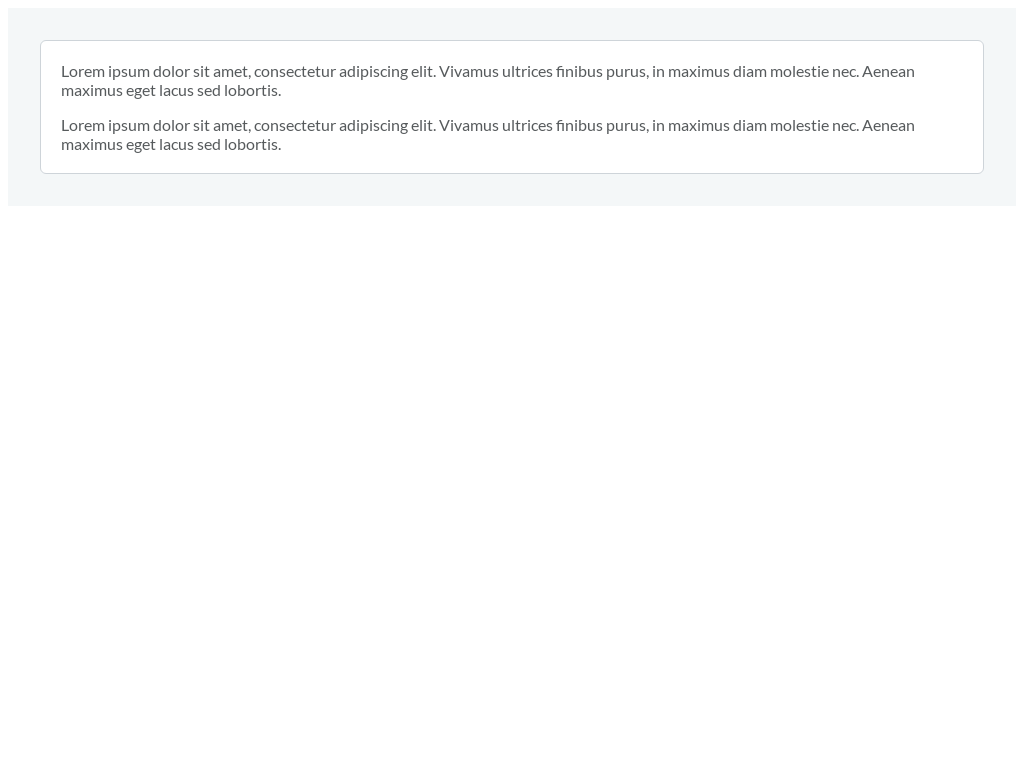 Lorem ipsum dolor sit amet, consectetur adipiscing elit. Vivamus ultrices finibus purus, in maximus diam molestie nec. Aenean
maximus eget lacus sed lobortis.
Lorem ipsum dolor sit amet, consectetur adipiscing elit. Vivamus ultrices finibus purus, in maximus diam molestie nec. Aenean
maximus eget lacus sed lobortis.